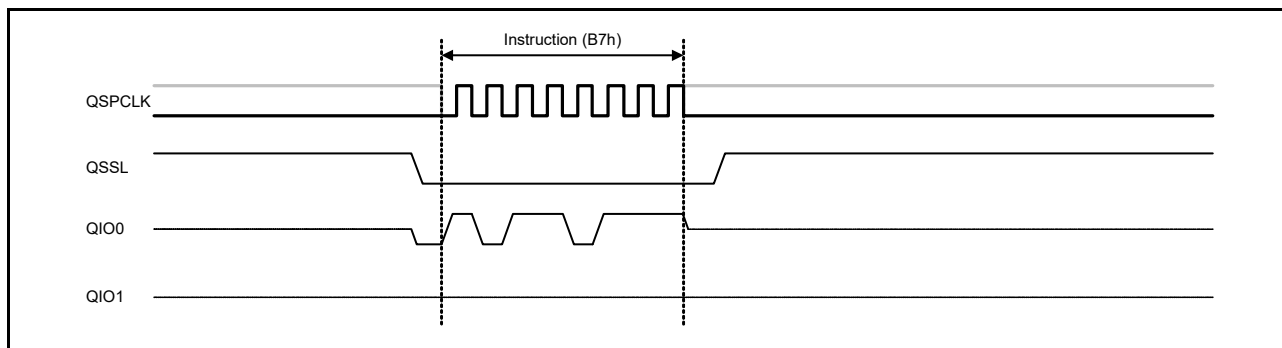 Instruction (B7h)
QSPCLK
QSSL
QIO0
QIO1